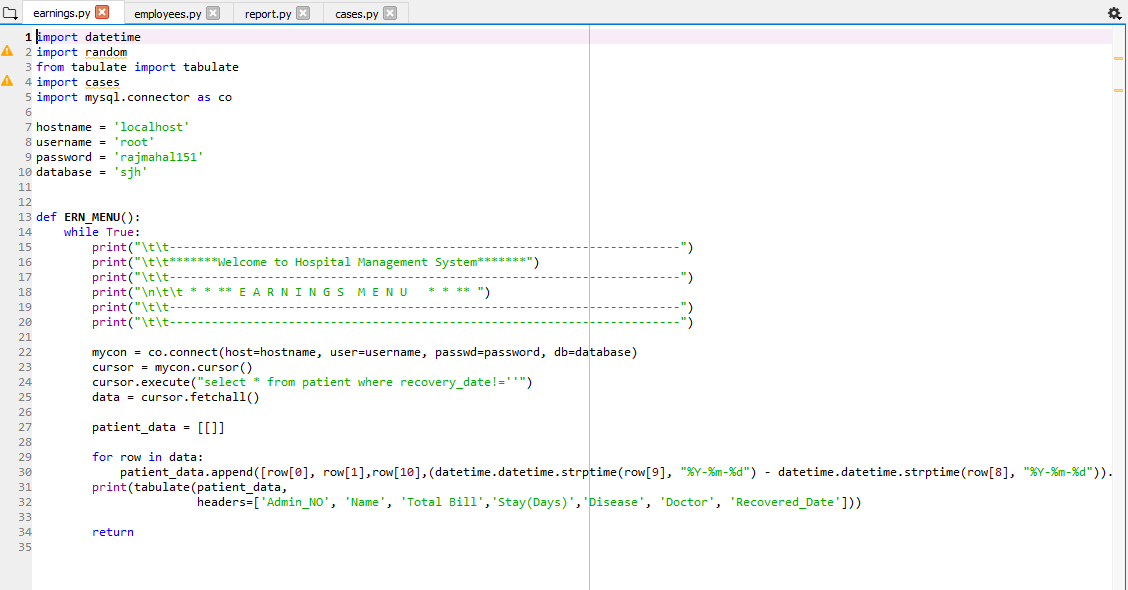 earnings.py employees.py report.py cases.py
1 import datetime
2 import random
3 from tabulate import tabulate
4 import cases
5 import mysql.connector as co
6
7 hostname = 'localhost'
8 username = 'root'
9 password = 'rajmahal151'
10 database = 'sjh'
11
12
13 def ERN_MENU():
14     while True:
15         print("\t\t-------------------------------------------------------------------------")
16         print("\t\t*******Welcome to Hospital Management System*******")
17         print("\t\t-------------------------------------------------------------------------")
18         print("\n\t\t * * ** E A R N I N G S  M E N U   * * ** ")
19         print("\t\t-------------------------------------------------------------------------")
20         print("\t\t-------------------------------------------------------------------------")
21
22         mycon = co.connect(host=hostname, user=username, passwd=password, db=database)
23         cursor = mycon.cursor()
24         cursor.execute("select * from patient where recovery_date!=''")
25         data = cursor.fetchall()
26
27         patient_data = [[]]
28
29         for row in data:
30             patient_data.append([row[0], row[1],row[10],(datetime.datetime.strptime(row[9], "%Y-%m-%d") - datetime.datetime.strptime(row[8], "%Y-%m-%d")).
31         print(tabulate(patient_data,
32                        headers=['Admin_NO', 'Name', 'Total Bill','Stay(Days)','Disease', 'Doctor', 'Recovered_Date']))
33
34         return
35